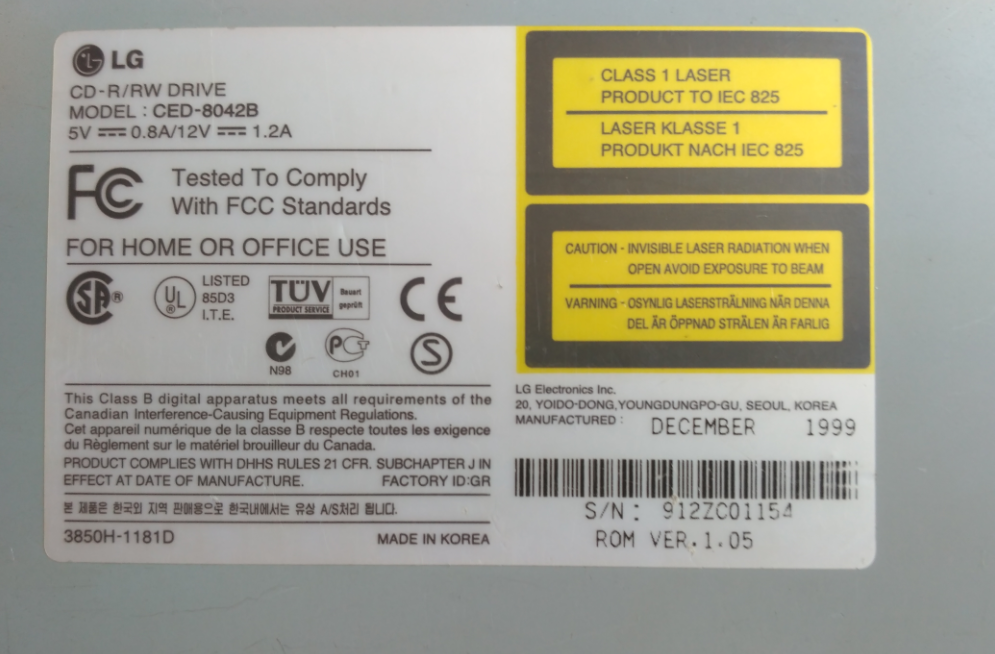 LG
CD-R/RW DRIVE
MODEL : CED-8042B
5V ⎓ 0.8A/12V ⎓ 1.2A
FC Tested To Comply
With FCC Standards
FOR HOME OR OFFICE USE
SA ®
UL ® LISTED
85D3
I.T.E.
TÜV
PRODUCT SERVICE
Bauart
geprüft
CE
N98
PCT
CH01
S
This Class B digital apparatus meets all requirements of the
Canadian Interference-Causing Equipment Regulations.
Cet appareil numérique de la classe B respecte toutes les exigence
du Règlement sur le matériel brouilleur du Canada.
PRODUCT COMPLIES WITH DHHS RULES 21 CFR. SUBCHAPTER J IN
EFFECT AT DATE OF MANUFACTURE. FACTORY ID:GR
본 제품은 한국외 지역 판매용으로 한국내에서는 유상 A/S처리 됩니다.
3850H-1181D MADE IN KOREA
CLASS 1 LASER
PRODUCT TO IEC 825
LASER KLASSE 1
PRODUKT NACH IEC 825
CAUTION - INVISIBLE LASER RADIATION WHEN
OPEN AVOID EXPOSURE TO BEAM
VARNING - OSYNLIG LASERSTRÅLNING NÄR DENNA
DEL ÄR ÖPPNAD STRÅLEN ÄR FARLIG
LG Electronics Inc.
20, YOIDO-DONG,YOUNGDUNGPO-GU, SEOUL, KOREA
MANUFACTURED : DECEMBER 1999
S/N : 912ZC01154
ROM VER.1.05